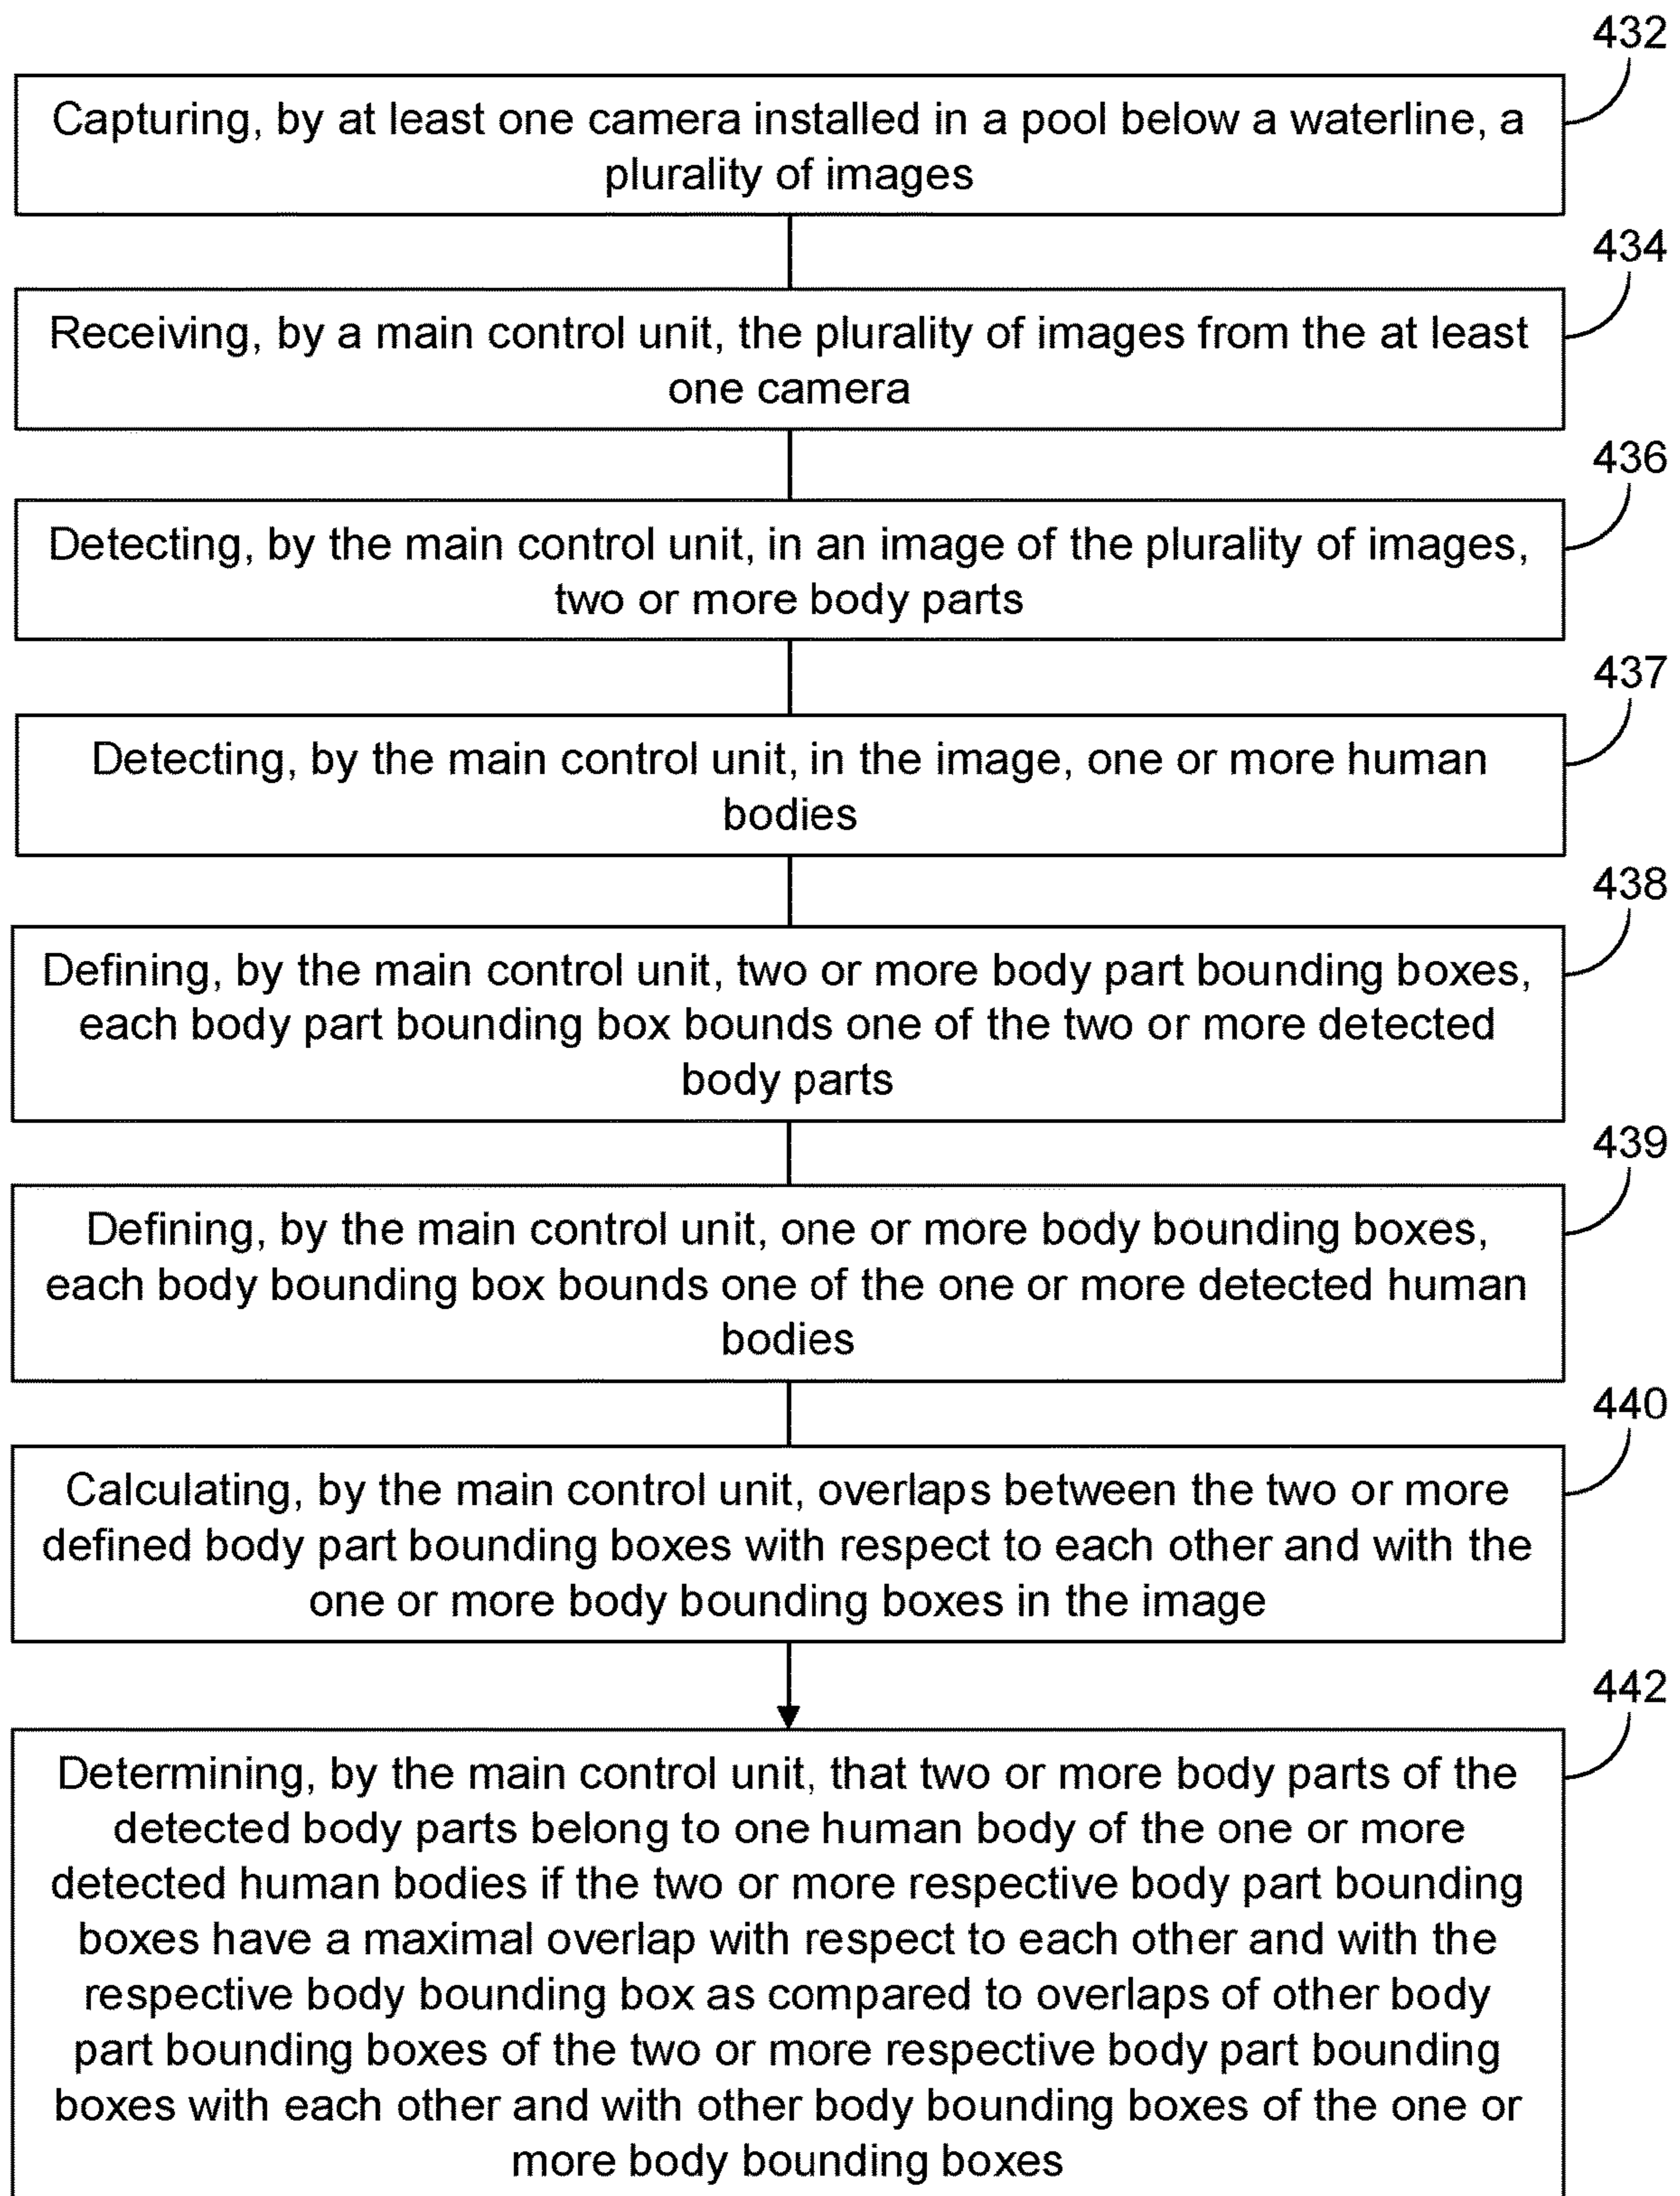 432
Capturing, by at least one camera installed in a pool below a waterline, a
plurality of images
434
Receiving, by a main control unit, the plurality of images from the at least
one camera
436
Detecting, by the main control unit, in an image of the plurality of images,
two or more body parts
437
Detecting, by the main control unit, in the image, one or more human
bodies
438
Defining, by the main control unit, two or more body part bounding boxes,
each body part bounding box bounds one of the two or more detected
body parts
439
Defining, by the main control unit, one or more body bounding boxes,
each body bounding box bounds one of the one or more detected human
bodies
440
Calculating, by the main control unit, overlaps between the two or more
defined body part bounding boxes with respect to each other and with the
one or more body bounding boxes in the image
442
Determining, by the main control unit, that two or more body parts of the
detected body parts belong to one human body of the one or more
detected human bodies if the two or more respective body part bounding
boxes have a maximal overlap with respect to each other and with the
respective body bounding box as compared to overlaps of other body
part bounding boxes of the two or more respective body part bounding
boxes with each other and with other body bounding boxes of the one or
more body bounding boxes